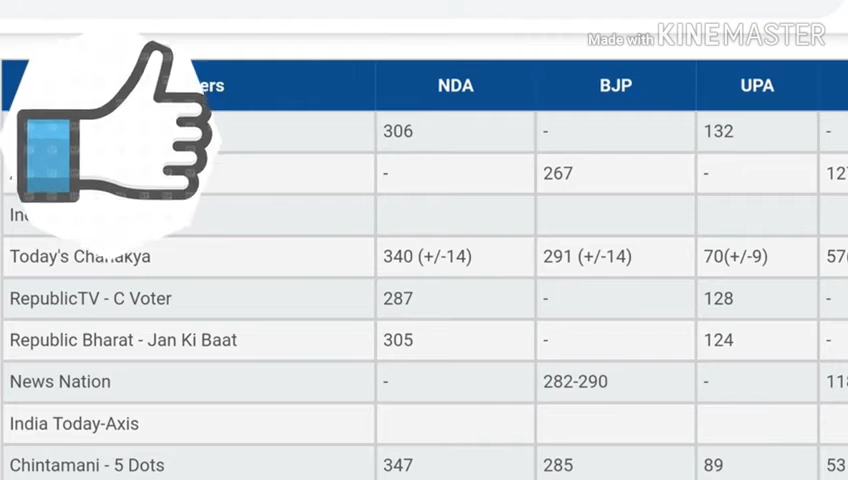 Made with KINEMASTER
ers NDA BJP UPA
306 - 132 -
- 267 - 127
In
Today's Chanakya 340 (+/-14) 291 (+/-14) 70(+/-9) 57(
RepublicTV - C Voter 287 - 128 -
Republic Bharat - Jan Ki Baat 305 - 124 -
News Nation - 282-290 - 118
India Today-Axis
Chintamani - 5 Dots 347 285 89 53